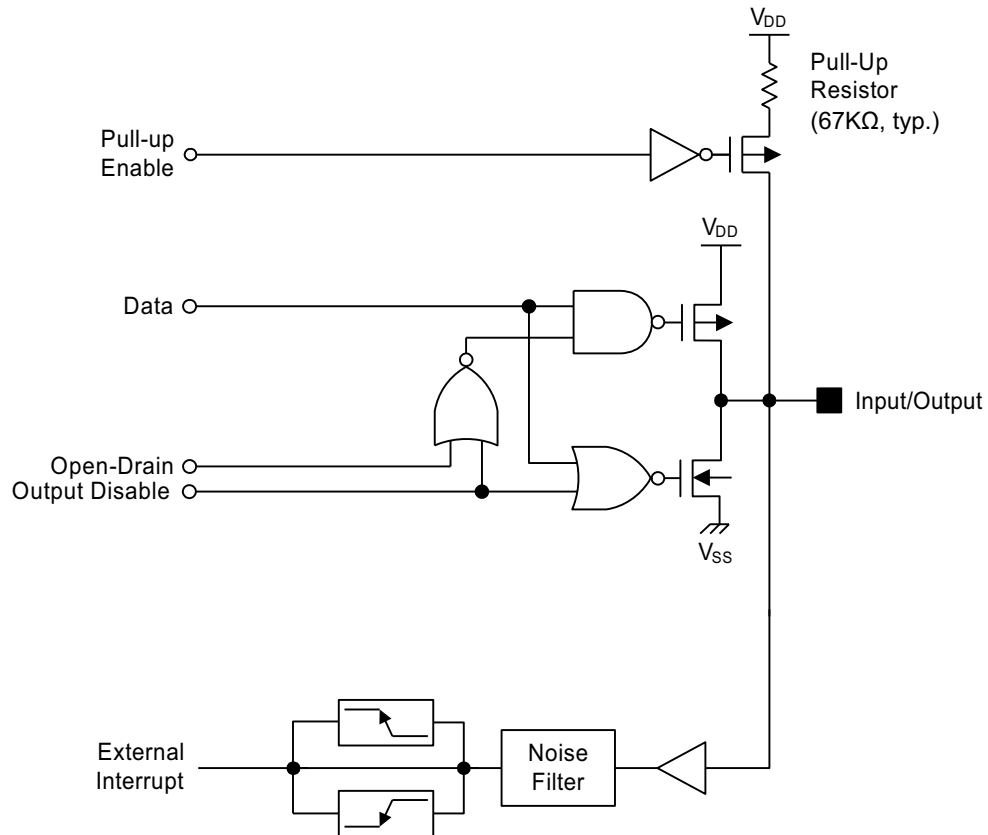 VDD
Pull-Up
Resistor
(67KΩ, typ.)
Pull-up
Enable
VDD
Data
Input/Output
Open-Drain
Output Disable
VSS
External
Interrupt
Noise
Filter